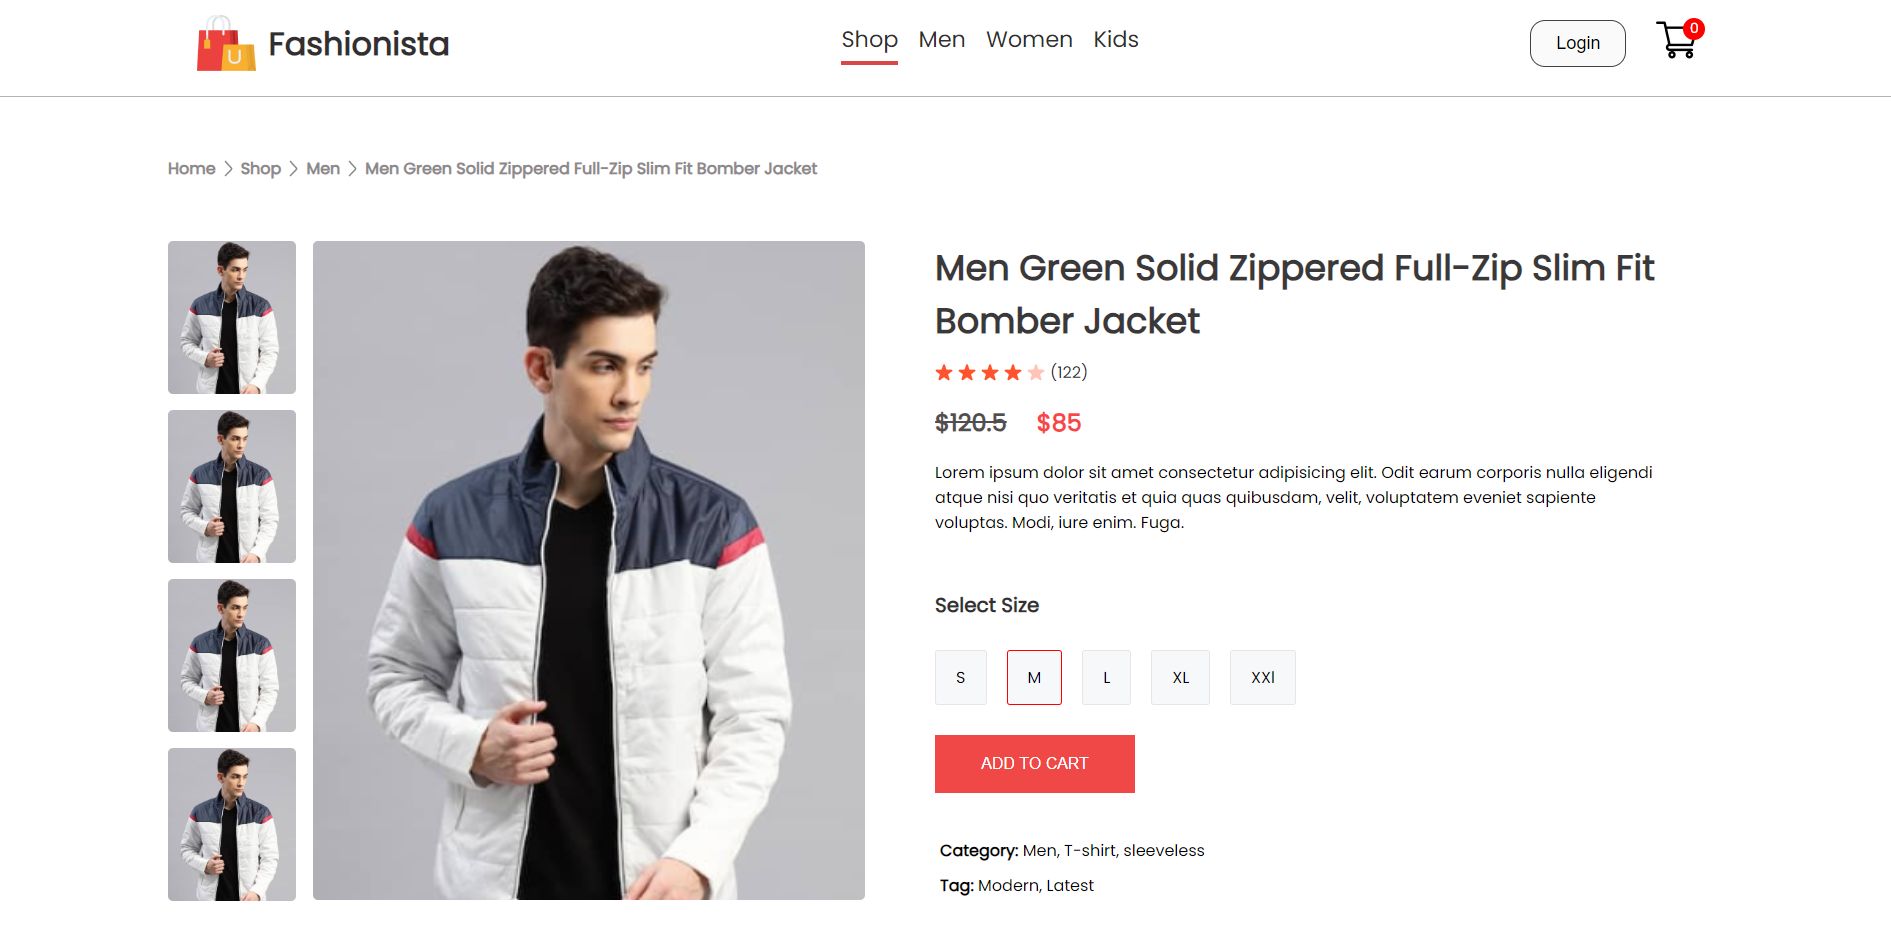 Fashionista
Shop Men Women Kids
Login
0
Home > Shop > Men > Men Green Solid Zippered Full-Zip Slim Fit Bomber Jacket
Men Green Solid Zippered Full-Zip Slim Fit
Bomber Jacket
(122)
$120.5 $85
Lorem ipsum dolor sit amet consectetur adipisicing elit. Odit earum corporis nulla eligendi
atque nisi quo veritatis et quia quas quibusdam, velit, voluptatem eveniet sapiente
voluptas. Modi, iure enim. Fuga.
Select Size
S M L XL XXl
ADD TO CART
Category: Men, T-shirt, sleeveless
Tag: Modern, Latest